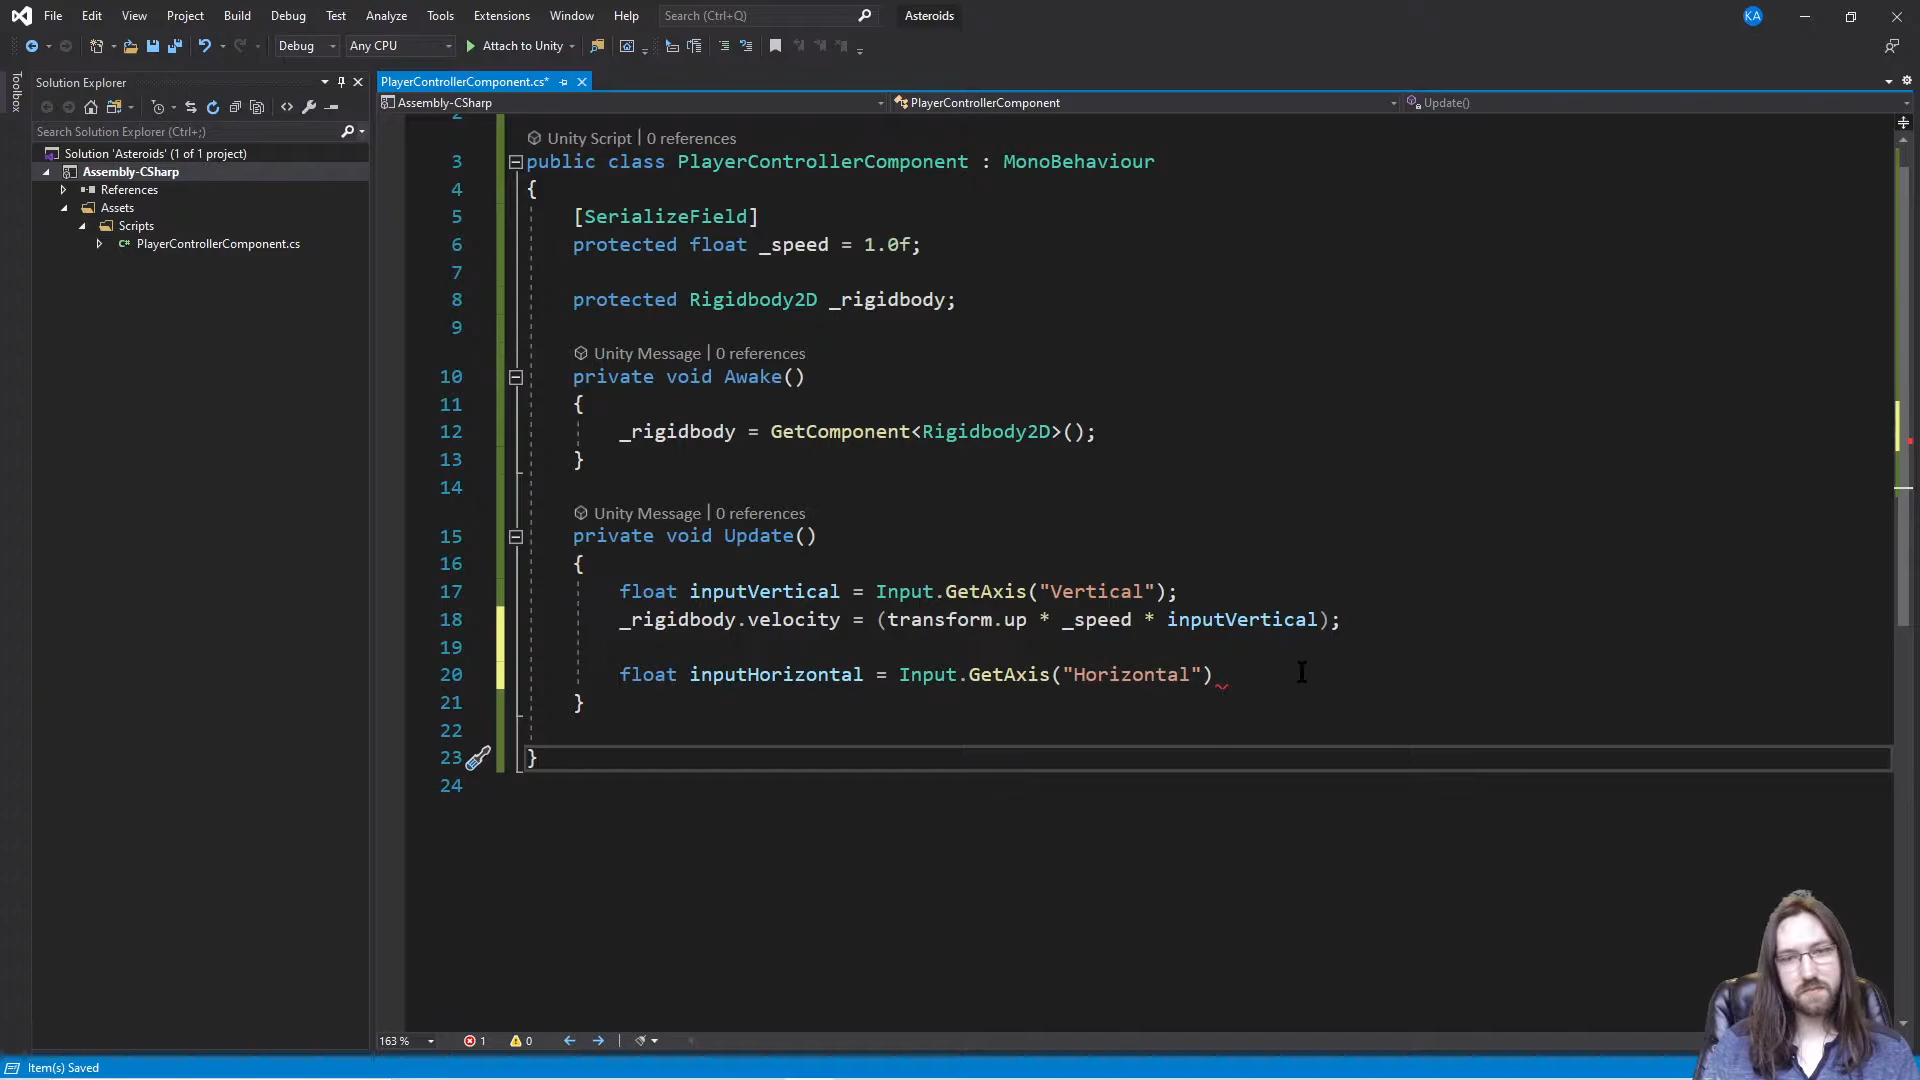 File Edit View Project Build Debug Test Analyze Tools Extensions Window Help Search (Ctrl+Q) Asteroids KA
Debug Any CPU Attach to Unity
Toolbox
Solution Explorer
Search Solution Explorer (Ctrl+;)
Solution 'Asteroids' (1 of 1 project)
Assembly-CSharp
References
Assets
Scripts
C# PlayerControllerComponent.cs
PlayerControllerComponent.cs*
Assembly-CSharp PlayerControllerComponent Update()
2
Unity Script | 0 references
3 public class PlayerControllerComponent : MonoBehaviour
4 {
5 [SerializeField]
6 protected float _speed = 1.0f;
7
8 protected Rigidbody2D _rigidbody;
9
Unity Message | 0 references
10 private void Awake()
11 {
12 _rigidbody = GetComponent<Rigidbody2D>();
13 }
14
Unity Message | 0 references
15 private void Update()
16 {
17 float inputVertical = Input.GetAxis("Vertical");
18 _rigidbody.velocity = (transform.up * _speed * inputVertical);
19
20 float inputHorizontal = Input.GetAxis("Horizontal")
21 }
22
23 }
24
163 % 1 0
Item(s) Saved